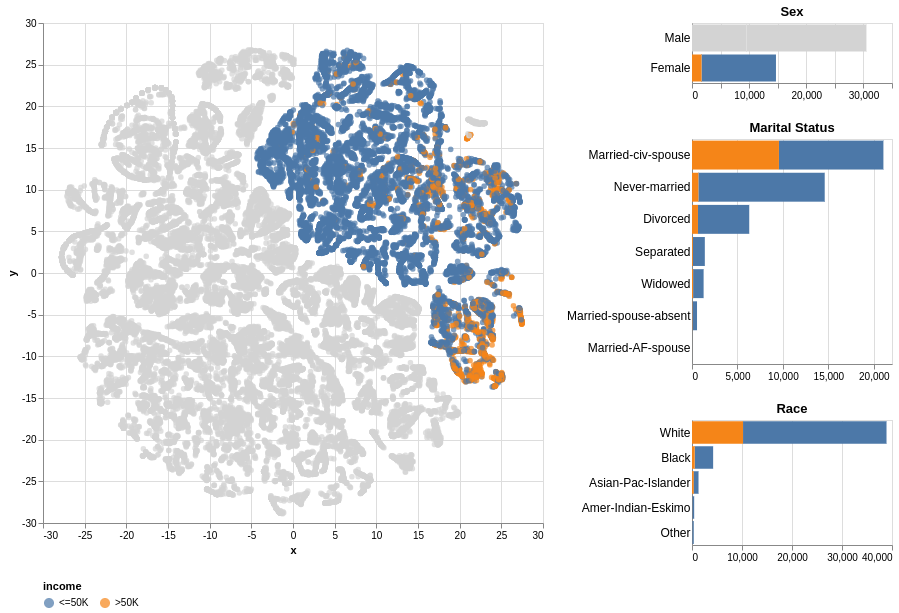 30
25
20
15
10
5
0
-5
-10
-15
-20
-25
-30
y
-30 -25 -20 -15 -10 -5 0 5 10 15 20 25 30
x
income
<=50K >50K
Sex
Male
Female
0 10,000 20,000 30,000
Marital Status
Married-civ-spouse
Never-married
Divorced
Separated
Widowed
Married-spouse-absent
Married-AF-spouse
0 5,000 10,000 15,000 20,000
Race
White
Black
Asian-Pac-Islander
Amer-Indian-Eskimo
Other
0 10,000 20,000 30,000 40,000